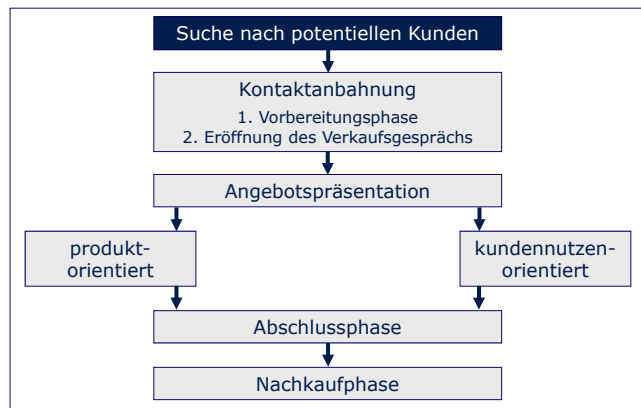 Suche nach potentiellen Kunden
Kontaktanbahnung
1. Vorbereitungsphase
2. Eröffnung des Verkaufsgesprächs
Angebotspräsentation
produkt-
orientiert
kundennutzen-
orientiert
Abschlussphase
Nachkaufphase